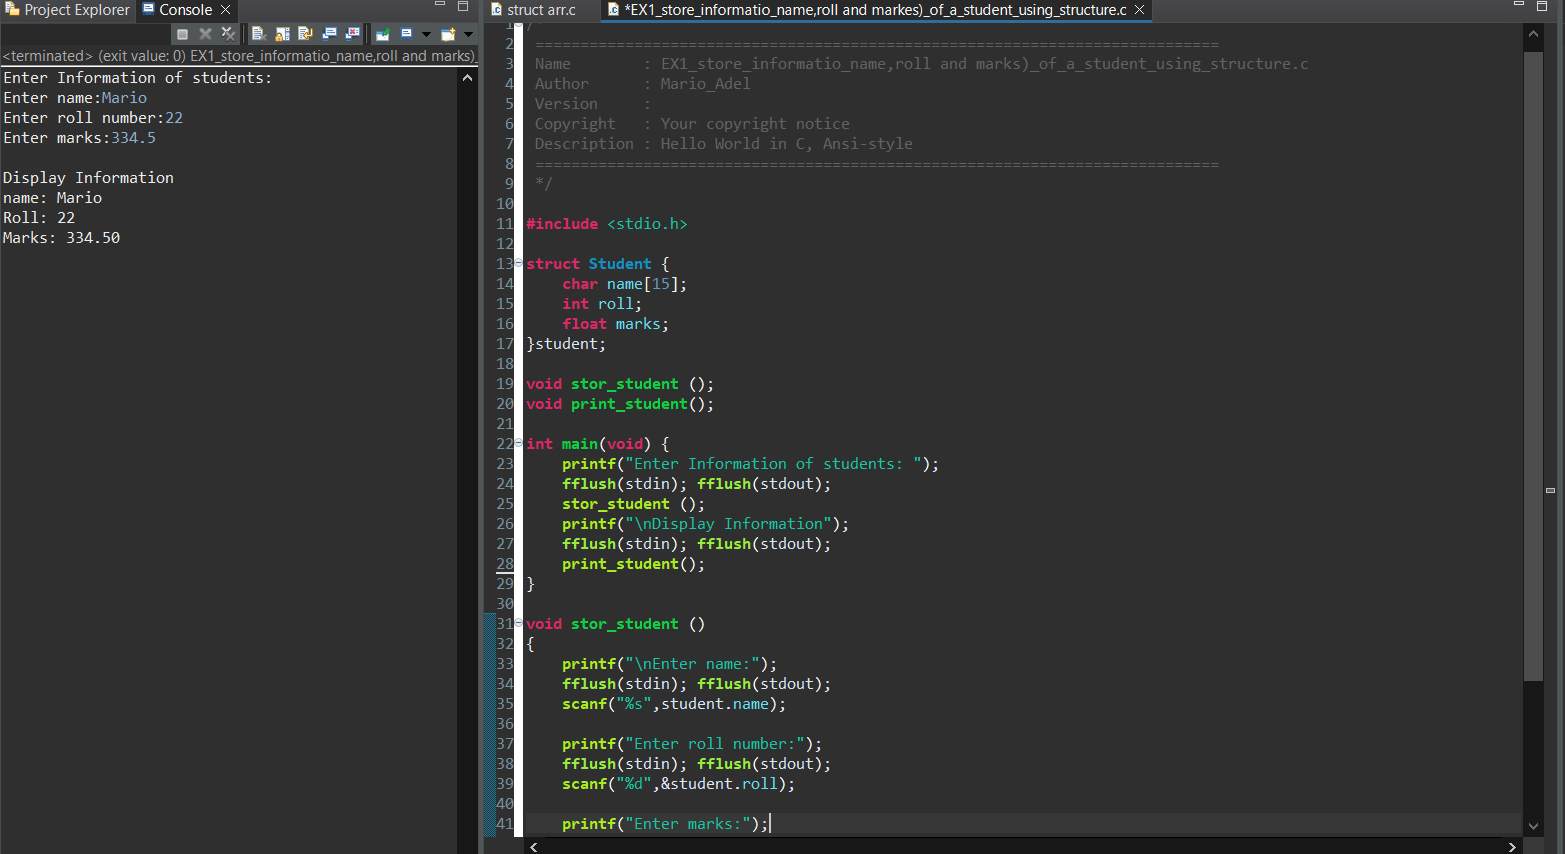 Project Explorer Console
<terminated> (exit value: 0) EX1_store_informatio_name,roll and marks)_
Enter Information of students:
Enter name:Mario
Enter roll number:22
Enter marks:334.5
Display Information
name: Mario
Roll: 22
Marks: 334.50
struct arr.c *EX1_store_informatio_name,roll and markes)_of_a_student_using_structure.c
1 /*
2 ============================================================================
3 Name : EX1_store_informatio_name,roll and marks)_of_a_student_using_structure.c
4 Author : Mario_Adel
5 Version :
6 Copyright : Your copyright notice
7 Description : Hello World in C, Ansi-style
8 ============================================================================
9 */
10
11 #include <stdio.h>
12
13 struct Student {
14 char name[15];
15 int roll;
16 float marks;
17 }student;
18
19 void stor_student ();
20 void print_student();
21
22 int main(void) {
23 printf("Enter Information of students: ");
24 fflush(stdin); fflush(stdout);
25 stor_student ();
26 printf("\nDisplay Information");
27 fflush(stdin); fflush(stdout);
28 print_student();
29 }
30
31 void stor_student ()
32 {
33 printf("\nEnter name:");
34 fflush(stdin); fflush(stdout);
35 scanf("%s",student.name);
36
37 printf("Enter roll number:");
38 fflush(stdin); fflush(stdout);
39 scanf("%d",&student.roll);
40
41 printf("Enter marks:");